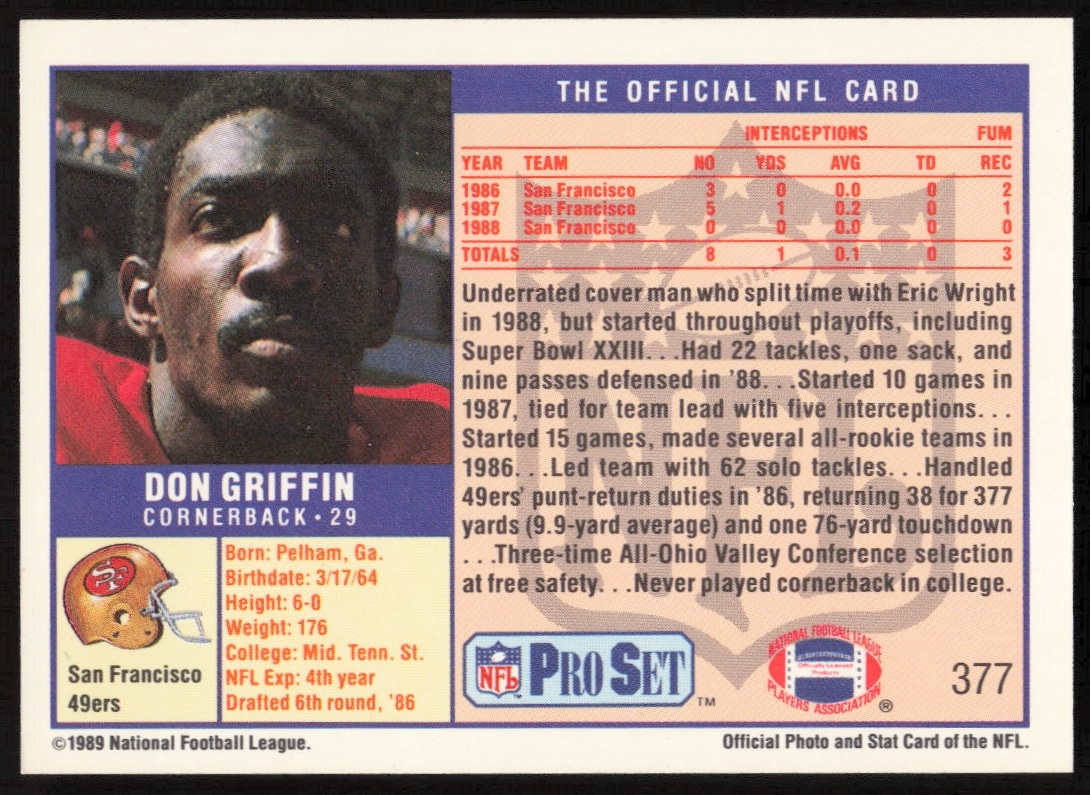 THE OFFICIAL NFL CARD
INTERCEPTIONS FUM
YEAR TEAM NO YDS AVG TD REC
1986 San Francisco 3 0 0.0 0 2
1987 San Francisco 5 1 0.2 0 1
1988 San Francisco 0 0 0.0 0 0
TOTALS 8 1 0.1 0 3
Underrated cover man who split time with Eric Wright
in 1988, but started throughout playoffs, including
Super Bowl XXIII. . .Had 22 tackles, one sack, and
nine passes defensed in ’88. . .Started 10 games in
1987, tied for team lead with five interceptions. . .
Started 15 games, made several all-rookie teams in
1986. . .Led team with 62 solo tackles. . .Handled
49ers’ punt-return duties in ’86, returning 38 for 377
yards (9.9-yard average) and one 76-yard touchdown
. . .Three-time All-Ohio Valley Conference selection
at free safety. . .Never played cornerback in college.
DON GRIFFIN
CORNERBACK • 29
SF
San Francisco
49ers
Born: Pelham, Ga.
Birthdate: 3/17/64
Height: 6-0
Weight: 176
College: Mid. Tenn. St.
NFL Exp: 4th year
Drafted 6th round, ’86
NFL
NFL PRO SET TM
NATIONAL FOOTBALL LEAGUE
Officially Licensed
Products
PLAYERS ASSOCIATION ®
377
©1989 National Football League.
Official Photo and Stat Card of the NFL.